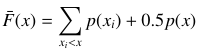 F̄(x) = ∑_{x_i<x} p(x_i) + 0.5p(x)